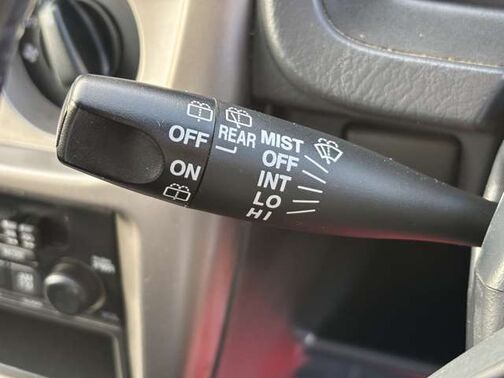 OFF
ON
REAR
MIST
OFF
INT
LO
HI